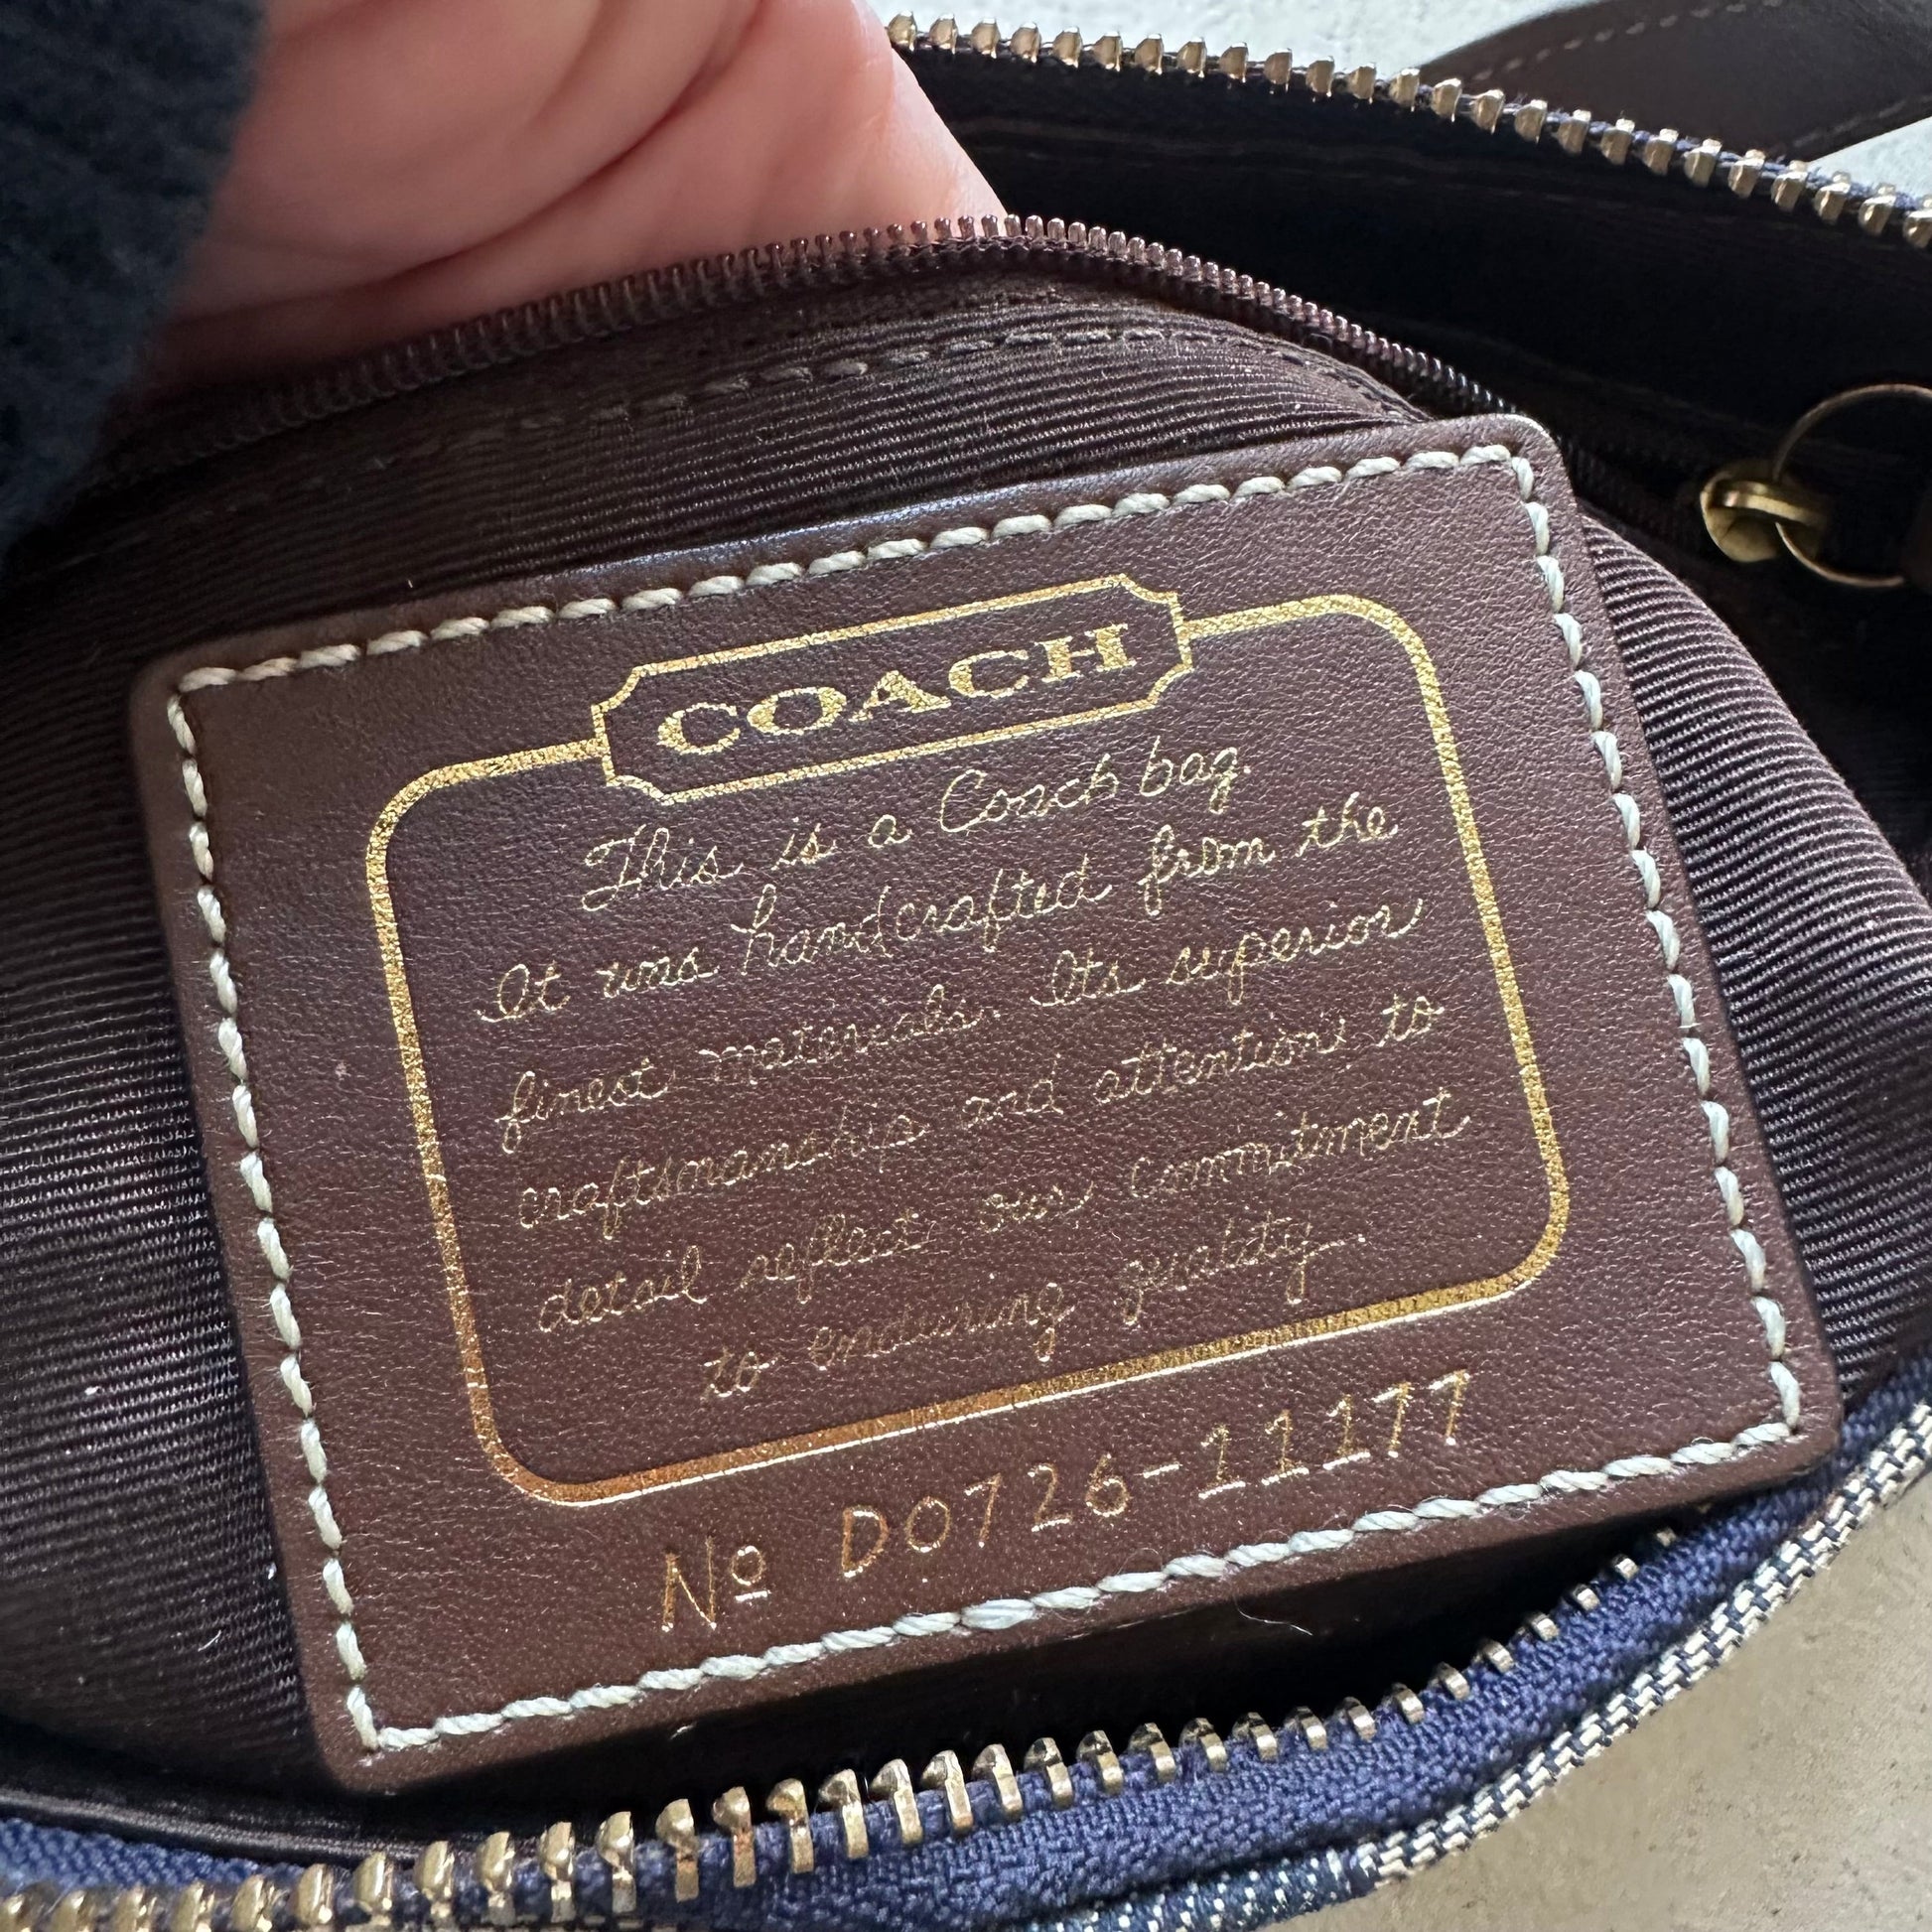 COACH
This is a Coach bag.
It was handcrafted from the
finest materials. Its superior
craftsmanship and attention to
detail reflect our commitment
to enduring quality.
Nº D0726-11177